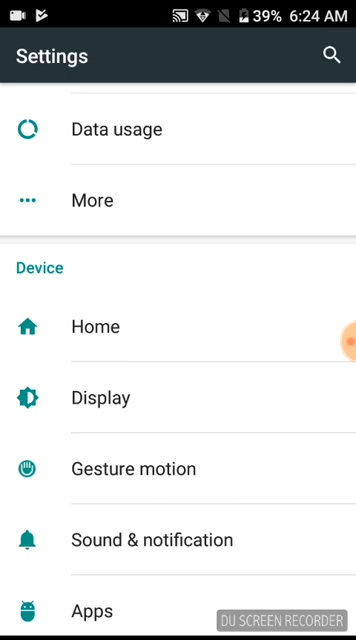 39% 6:24 AM
Settings
Data usage
More
Device
Home
Display
Gesture motion
Sound & notification
Apps
DU SCREEN RECORDER